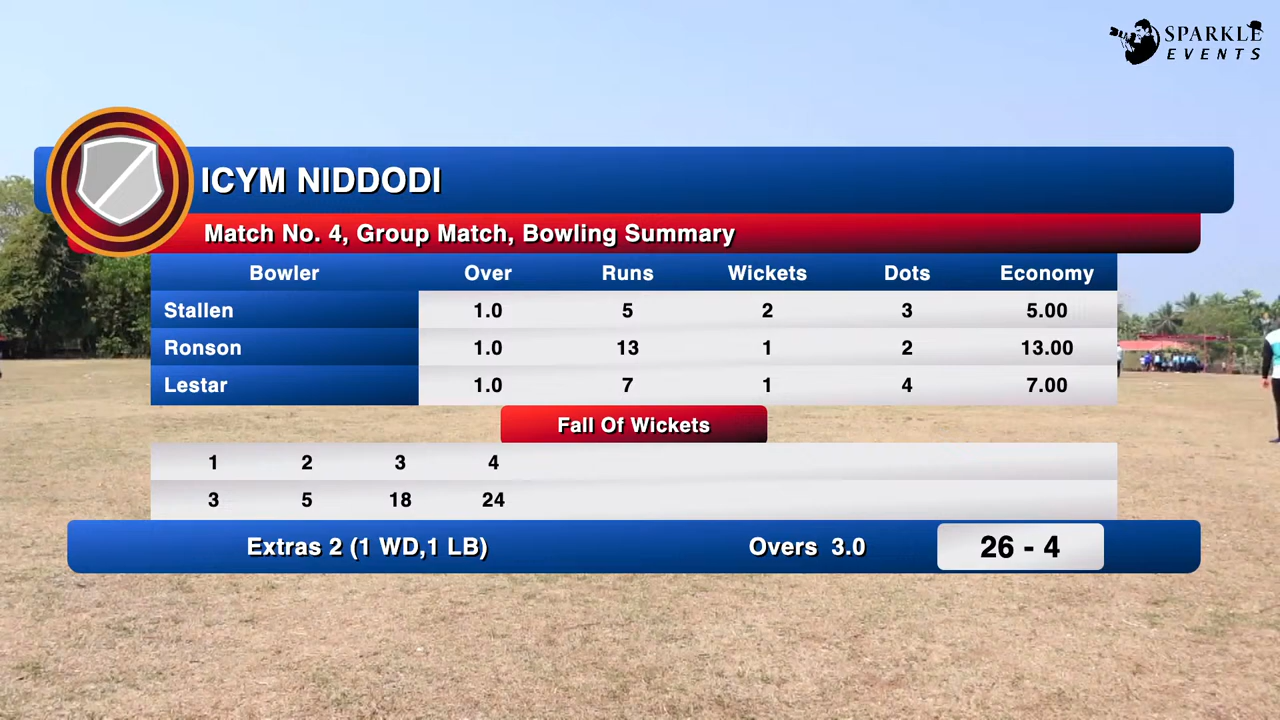 SPARKLE
EVENTS
ICYM NIDDODI
Match No. 4, Group Match, Bowling Summary
Bowler Over Runs Wickets Dots Economy
Stallen 1.0 5 2 3 5.00
Ronson 1.0 13 1 2 13.00
Lestar 1.0 7 1 4 7.00
Fall Of Wickets
1 2 3 4
3 5 18 24
Extras 2 (1 WD,1 LB) Overs 3.0 26 - 4